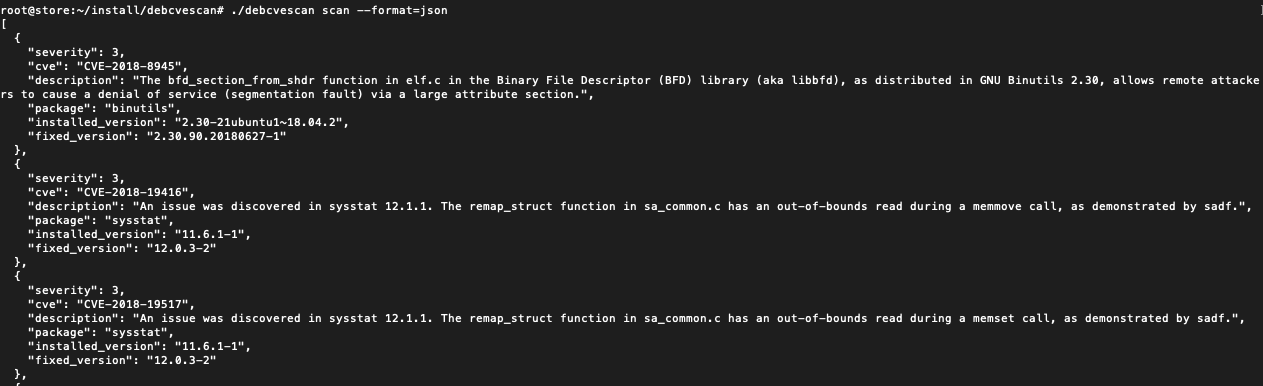 root@store:~/install/debcvescan# ./debcvescan scan --format=json
[
  {
    "severity": 3,
    "cve": "CVE-2018-8945",
    "description": "The bfd_section_from_shdr function in elf.c in the Binary File Descriptor (BFD) library (aka libbfd), as distributed in GNU Binutils 2.30, allows remote attacke
rs to cause a denial of service (segmentation fault) via a large attribute section.",
    "package": "binutils",
    "installed_version": "2.30-21ubuntu1~18.04.2",
    "fixed_version": "2.30.90.20180627-1"
  },
  {
    "severity": 3,
    "cve": "CVE-2018-19416",
    "description": "An issue was discovered in sysstat 12.1.1. The remap_struct function in sa_common.c has an out-of-bounds read during a memmove call, as demonstrated by sadf.",
    "package": "sysstat",
    "installed_version": "11.6.1-1",
    "fixed_version": "12.0.3-2"
  },
  {
    "severity": 3,
    "cve": "CVE-2018-19517",
    "description": "An issue was discovered in sysstat 12.1.1. The remap_struct function in sa_common.c has an out-of-bounds read during a memset call, as demonstrated by sadf.",
    "package": "sysstat",
    "installed_version": "11.6.1-1",
    "fixed_version": "12.0.3-2"
  },
  {